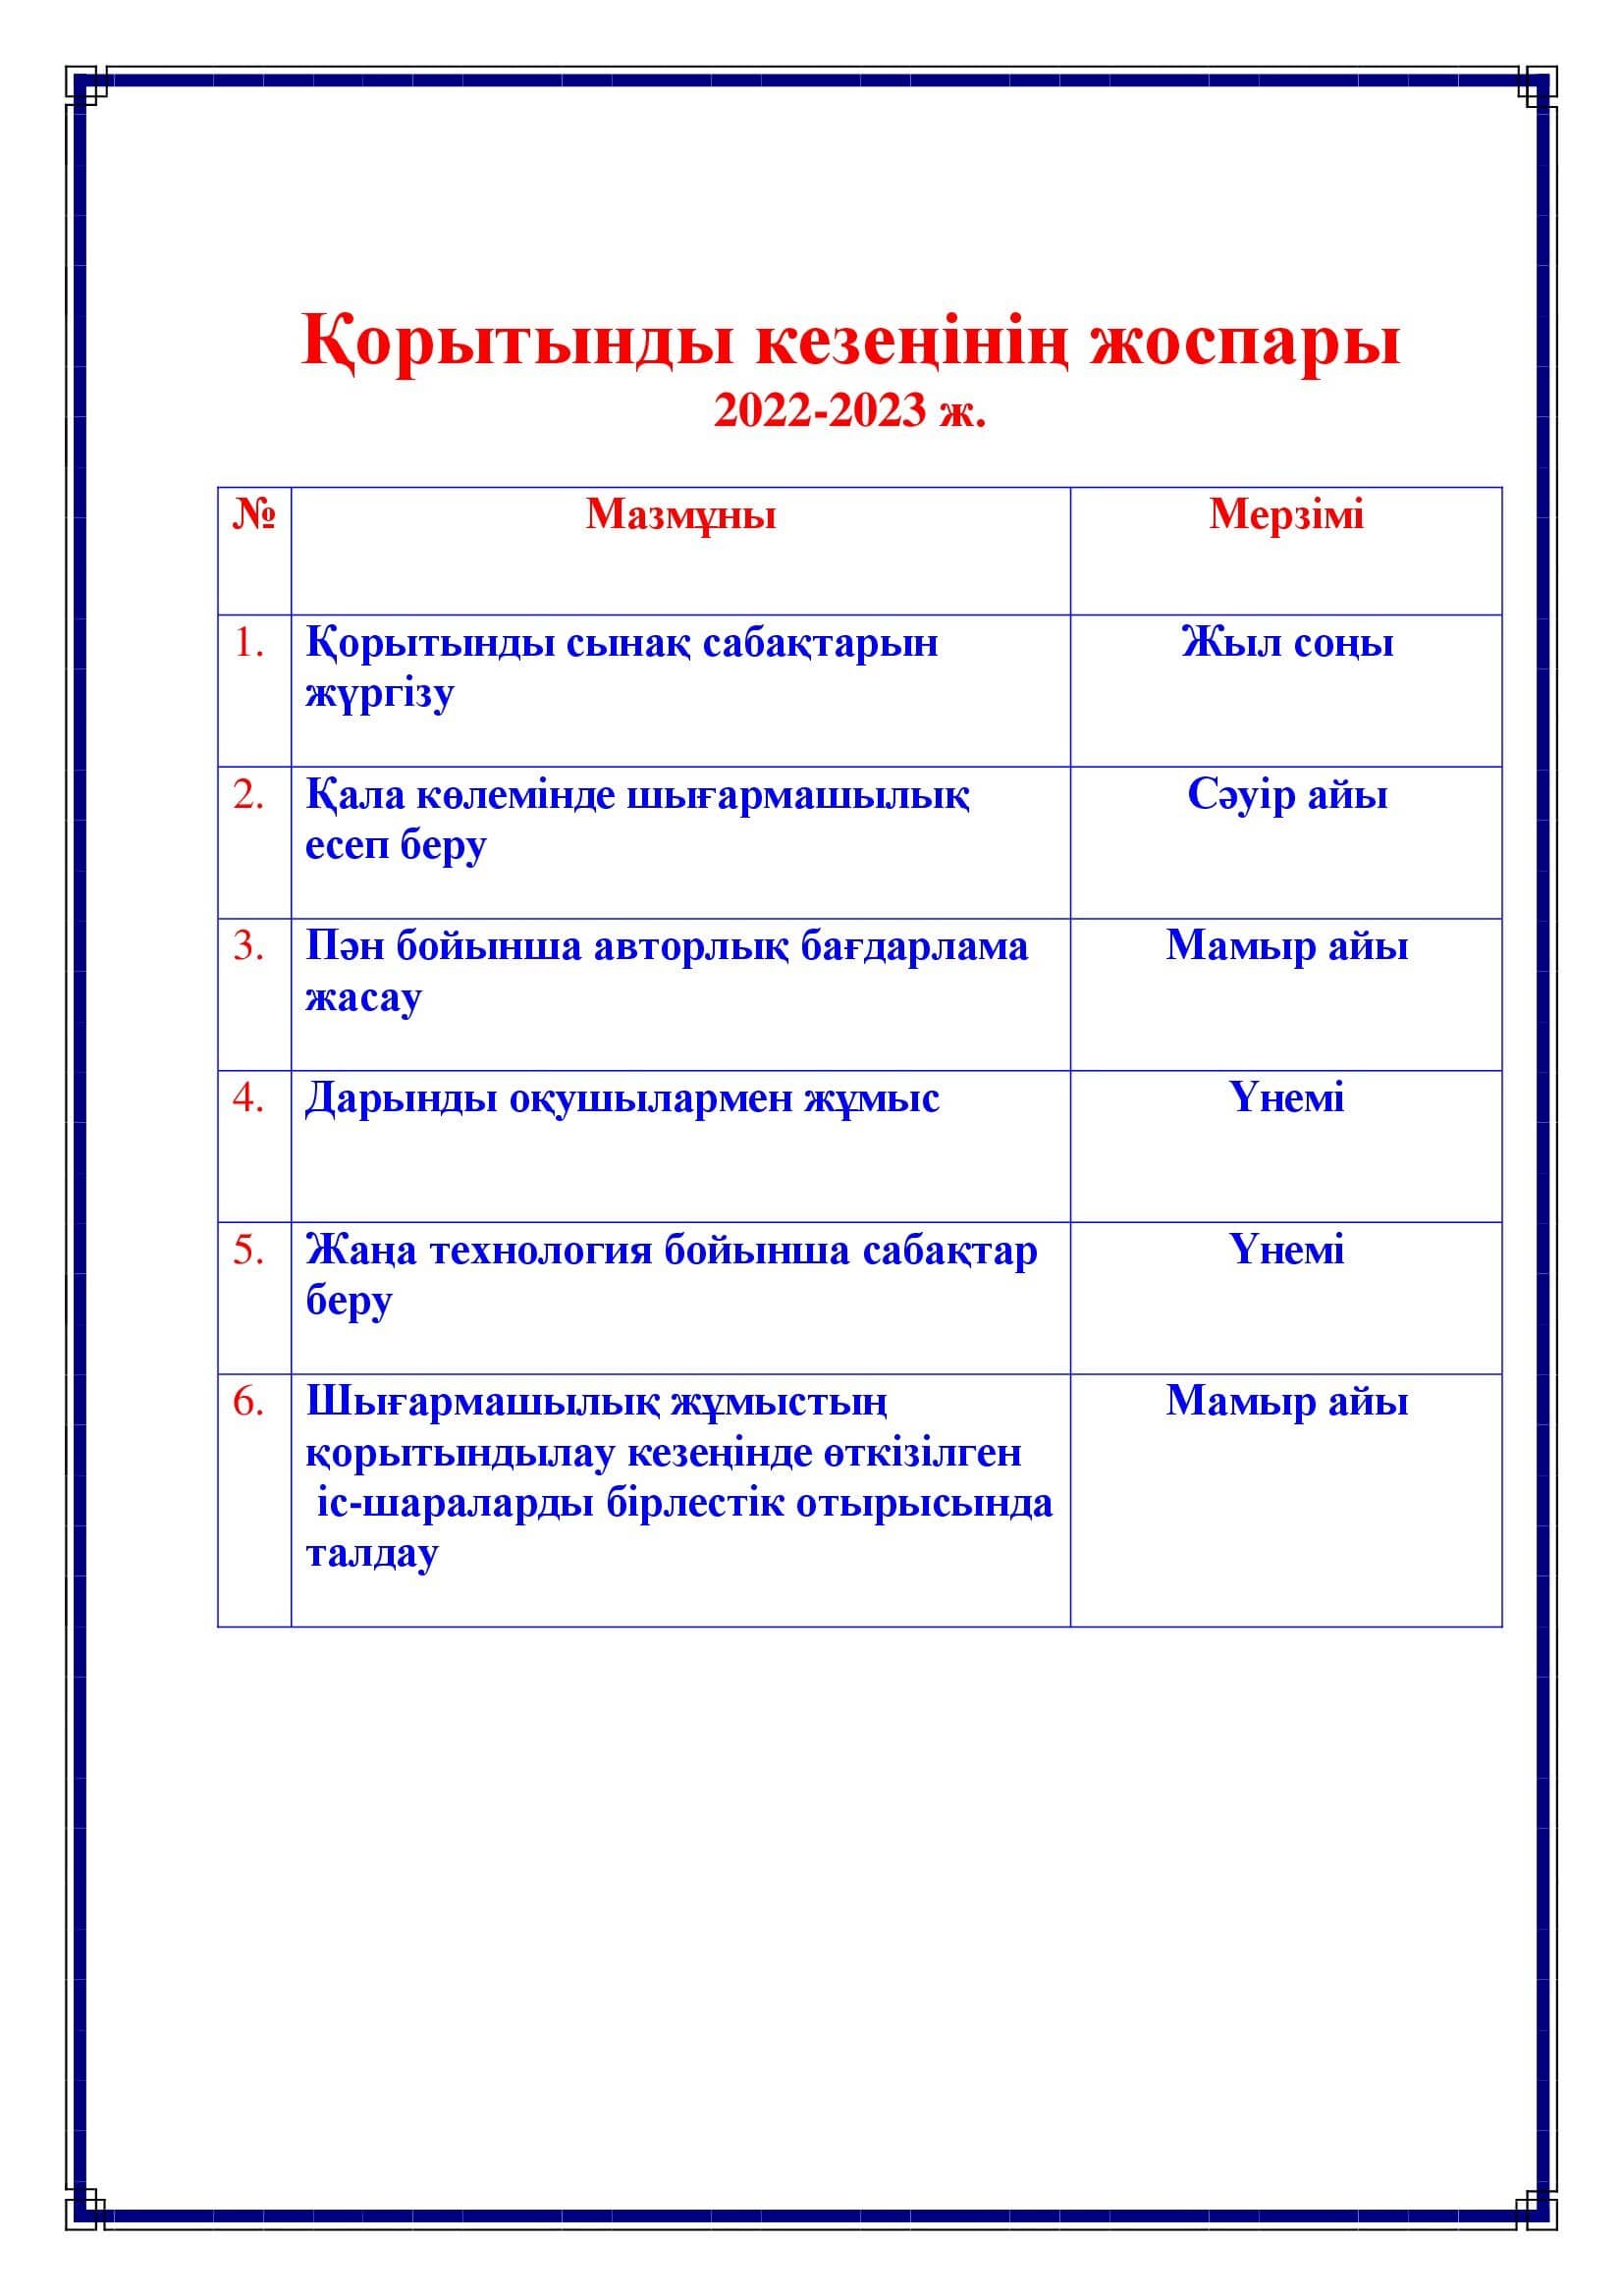 Қорытынды кезеңінің жоспары
2022-2023 ж.
№ Мазмұны Мерзімі
1. Қорытынды сынақ сабақтарын Жыл соңы
жүргізу
2. Қала көлемінде шығармашылық Сәуір айы
есеп беру
3. Пән бойынша авторлық бағдарлама Мамыр айы
жасау
4. Дарынды оқушылармен жұмыс Үнемі
5. Жаңа технология бойынша сабақтар Үнемі
беру
6. Шығармашылық жұмыстың Мамыр айы
қорытындылау кезеңінде өткізілген
іс-шараларды бірлестік отырысында
талдау